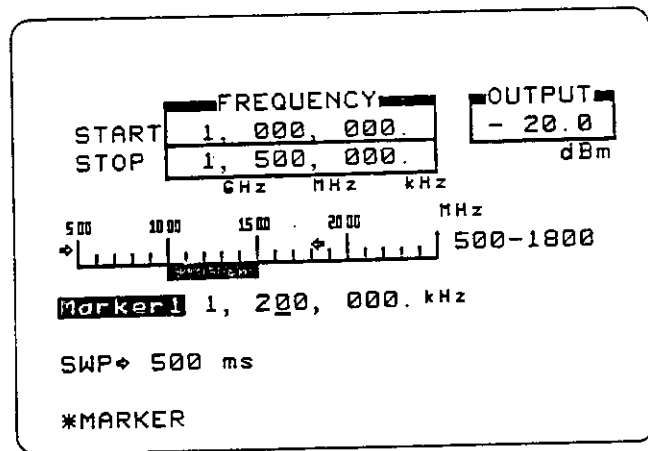 FREQUENCY OUTPUT
START 1, 000, 000. - 20.0
STOP 1, 500, 000. dBm
GHz MHz kHz
500 1000 1500 2000 MHz
500-1800
Marker1 1, 200, 000. kHz
SWP➩ 500 ms
*MARKER